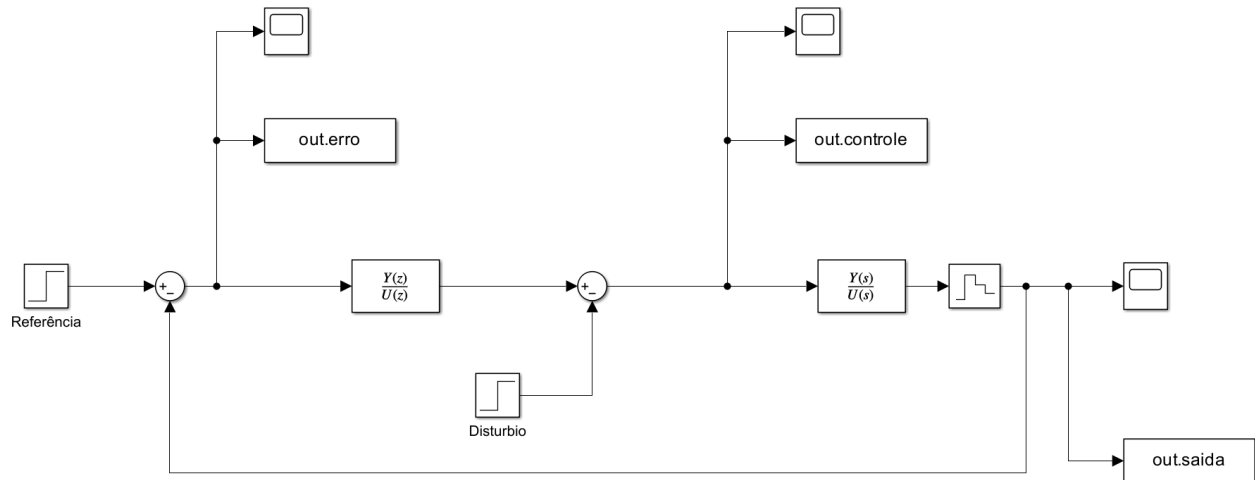 out.erro
out.controle
+
−
Y(z)
U(z)
+
−
Y(s)
U(s)
Referência
Disturbio
out.saida